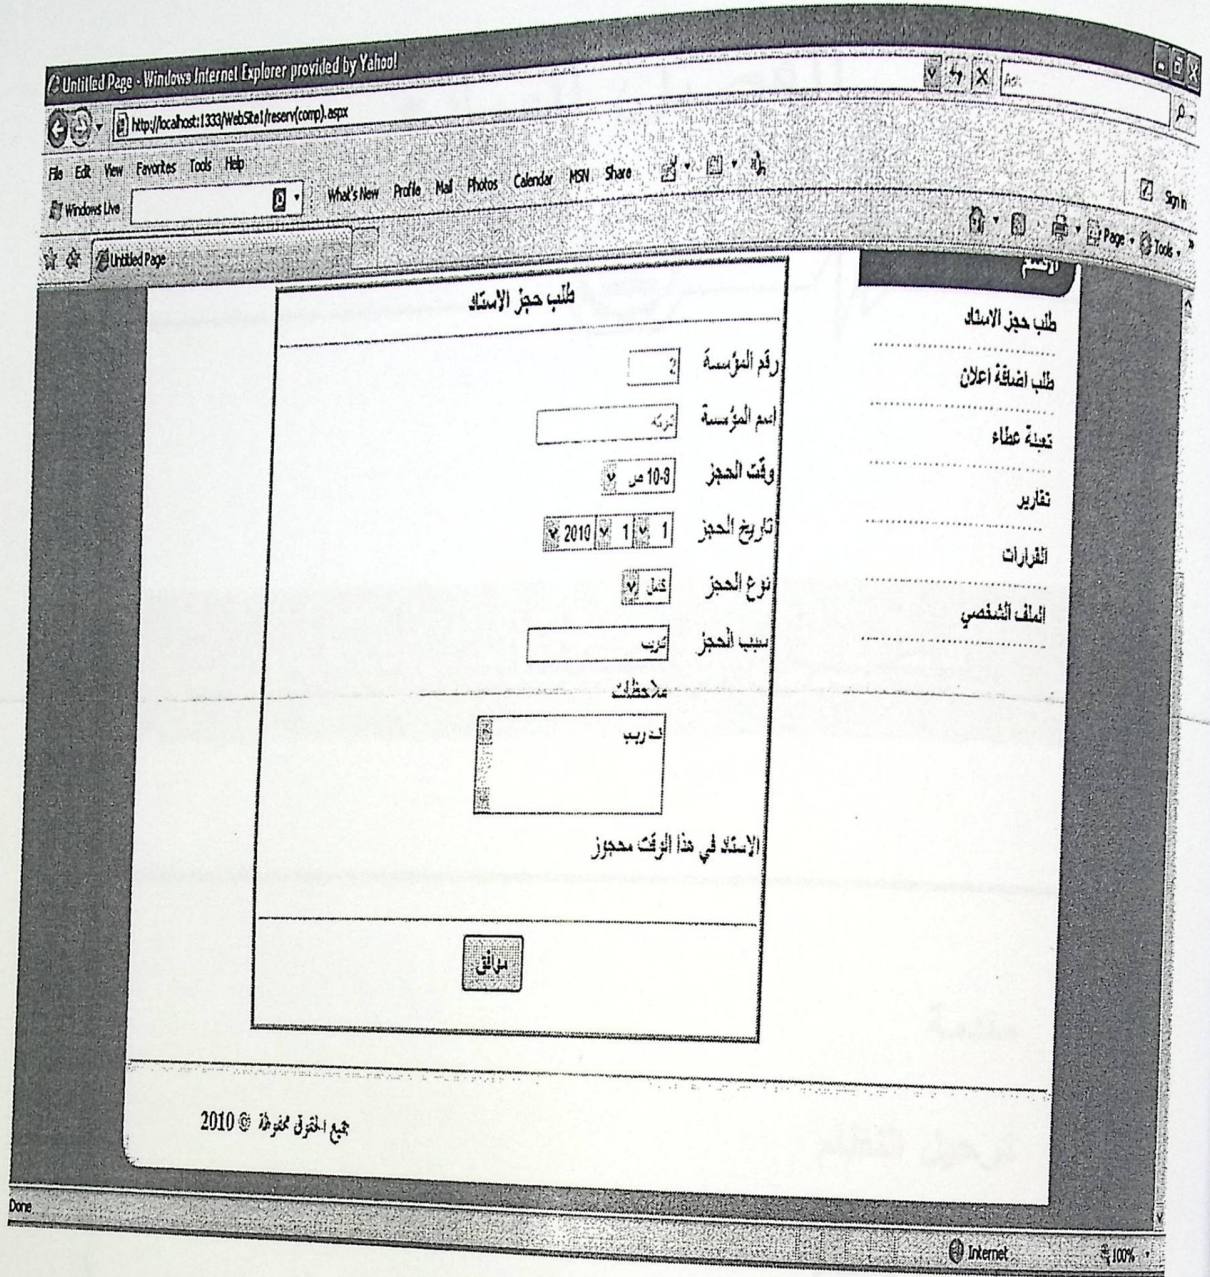 Untitled Page - Windows Internet Explorer provided by Yahoo!
http://localhost:1333/WebSite1/reserv(comp).aspx
Ask
File Edit View Favorites Tools Help
Windows Live What's New Profile Mail Photos Calendar MSN Share Sign in
Untitled Page Page Tools
طلب حجز الاستاد
طلب اضافة اعلان
تعبئة عطاء
تقارير
القرارات
الملف الشخصي
طلب حجز الاستاد
رقم المؤسسة 2
اسم المؤسسة شركة
وقت الحجز 10-8 ص
تاريخ الحجز 1 1 2010
نوع الحجز كامل
سبب الحجز
ملاحظات
تدريب
الاستاد في هذا الوقت محجوز
موافق
جميع الحقوق محفوظة © 2010
Done Internet 100%